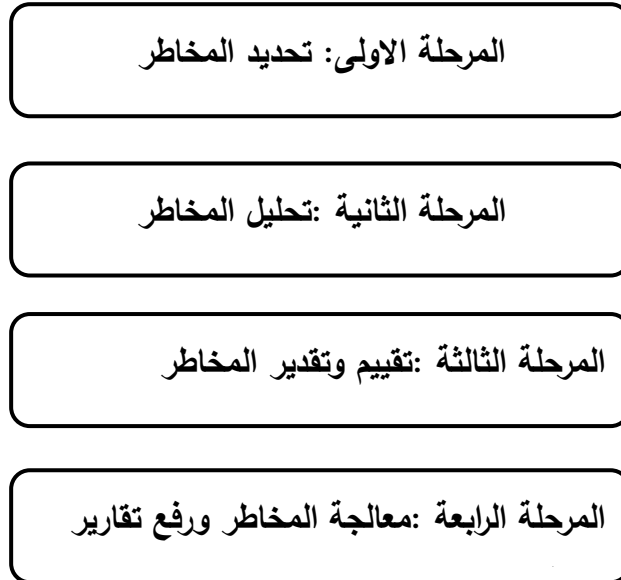 المرحلة الاولى: تحديد المخاطر
المرحلة الثانية :تحليل المخاطر
المرحلة الثالثة :تقييم وتقدير المخاطر
المرحلة الرابعة :معالجة المخاطر ورفع تقارير